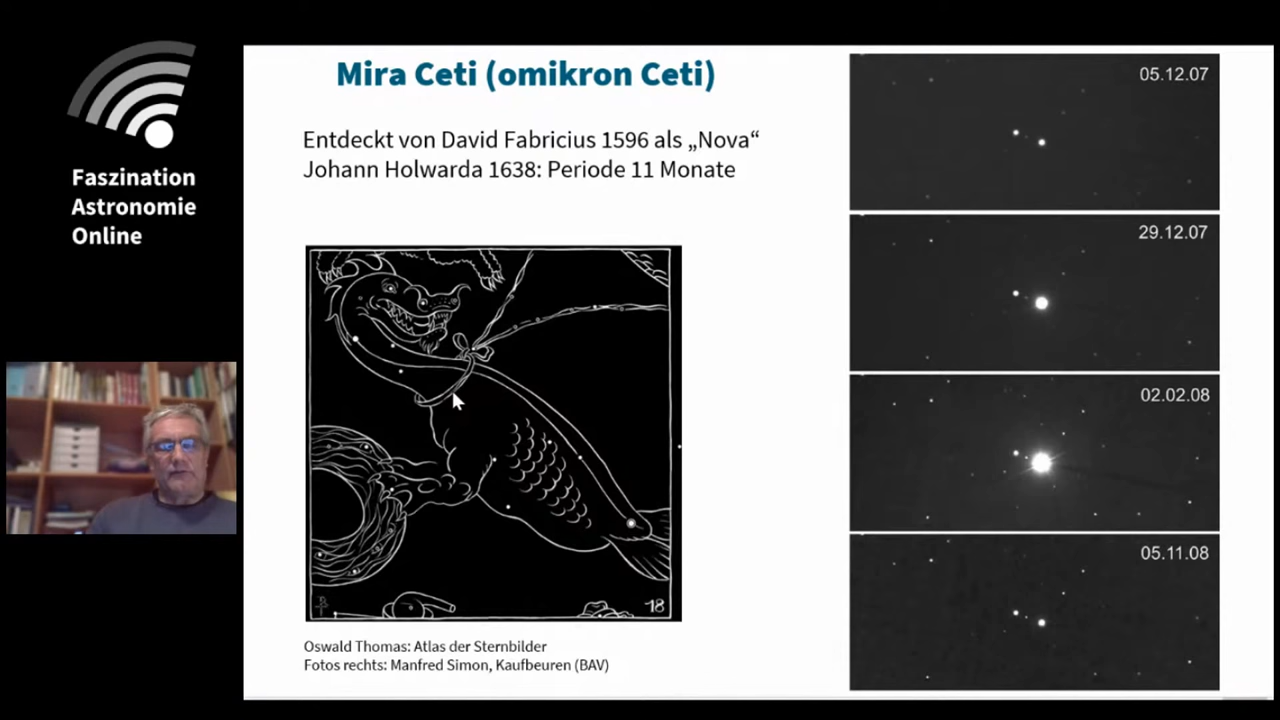 Faszination
Astronomie
Online
Mira Ceti (omikron Ceti)
Entdeckt von David Fabricius 1596 als „Nova“
Johann Holwarda 1638: Periode 11 Monate
18
Oswald Thomas: Atlas der Sternbilder
Fotos rechts: Manfred Simon, Kaufbeuren (BAV)
05.12.07
29.12.07
02.02.08
05.11.08